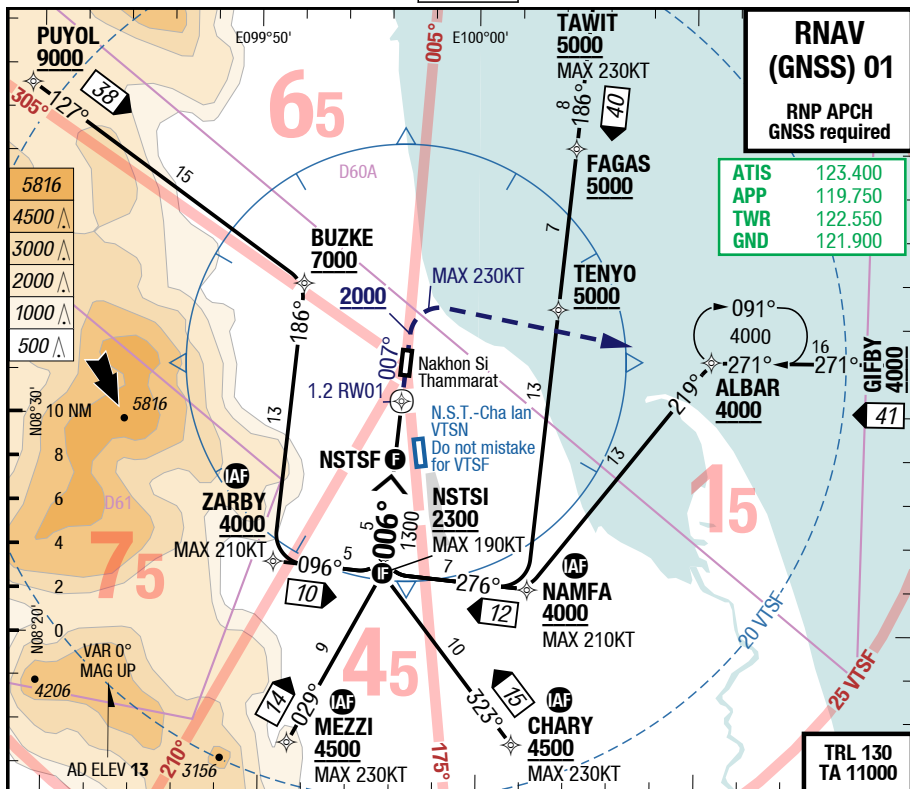 PUYOL
9000
E099°50'
005°
E100°00'
TAWIT
5000
MAX 230KT
RNAV
(GNSS) 01
RNP APCH
GNSS required
305°
127°
38
65
8
186°
40
15
D60A
FAGAS
5000
ATIS 123.400
APP 119.750
TWR 122.550
GND 121.900
5816
4500
3000
2000
1000
500
BUZKE
7000
7
MAX 230KT
TENYO
5000
2000
186°
007°
Nakhon Si
Thammarat
091°
4000
271°
16
271°
GIFBY
4000
ALBAR
4000
41
N08°30'
10 NM
5816
1.2 RW01
219°
13
13
13
N.S.T.-Cha Ian
VTSN
Do not mistake
for VTSF
8
NSTSF
F
IAF
ZARBY
4000
MAX 210KT
6
D61
NSTSI
2300
MAX 190KT
15
5
006°
1300
75
4
096°
5
IF
7
276°
IAF
NAMFA
4000
MAX 210KT
2
10
12
0
N08°20'
VAR 0°
MAG UP
9
10
20 VTSF
45
4206
14
029°
IAF
MEZZI
4500
MAX 230KT
323°
15
IAF
CHARY
4500
MAX 230KT
25 VTSF
AD ELEV 13
210°
3156
175°
TRL 130
TA 11000